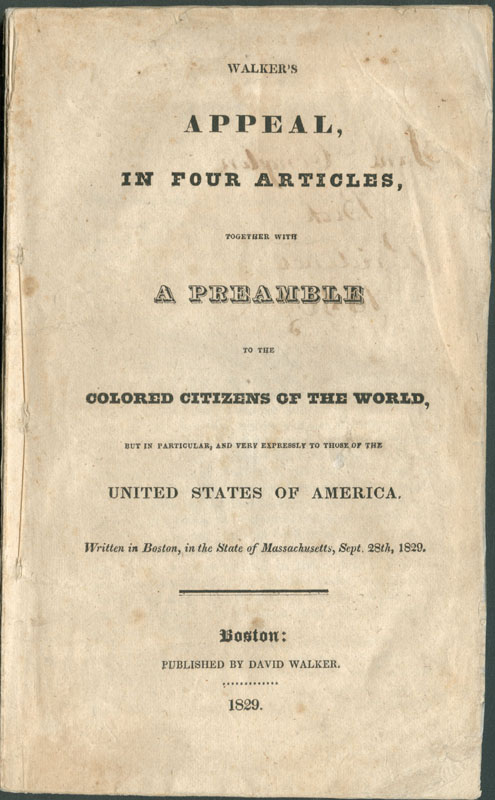 WALKER'S
APPEAL,
IN FOUR ARTICLES,
TOGETHER WITH
A PREAMBLE
TO THE
COLORED CITIZENS OF THE WORLD,
BUT IN PARTICULAR, AND VERY EXPRESSLY TO THOSE OF THE
UNITED STATES OF AMERICA.
Written in Boston, in the State of Massachusetts, Sept. 28th, 1829.
Boston:
PUBLISHED BY DAVID WALKER.
1829.